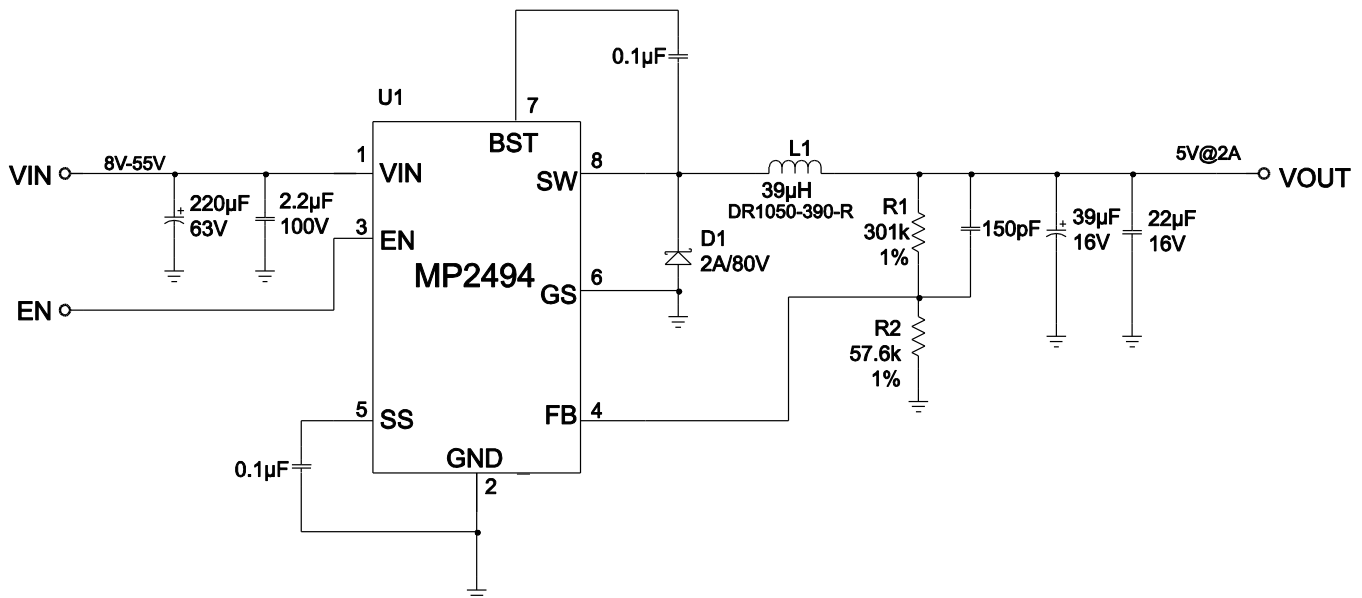 0.1µF
U1
7
BST
VIN
8V-55V
1
VIN
8
SW
L1
39µH
DR1050-390-R
5V@2A
VOUT
+
220µF
63V
2.2µF
100V
3
EN
D1
2A/80V
R1
301k
1%
150pF
+
39µF
16V
22µF
16V
MP2494
6
GS
EN
R2
57.6k
1%
5
SS
FB
4
0.1µF
GND
2